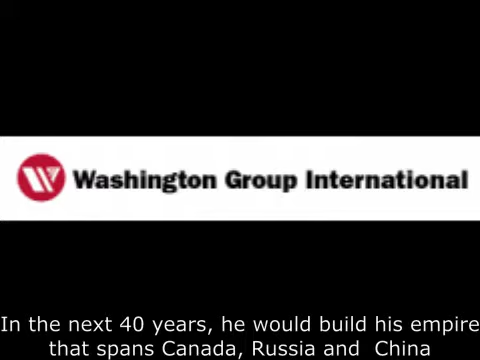 Washington Group International
In the next 40 years, he would build his empire
that spans Canada, Russia and  China